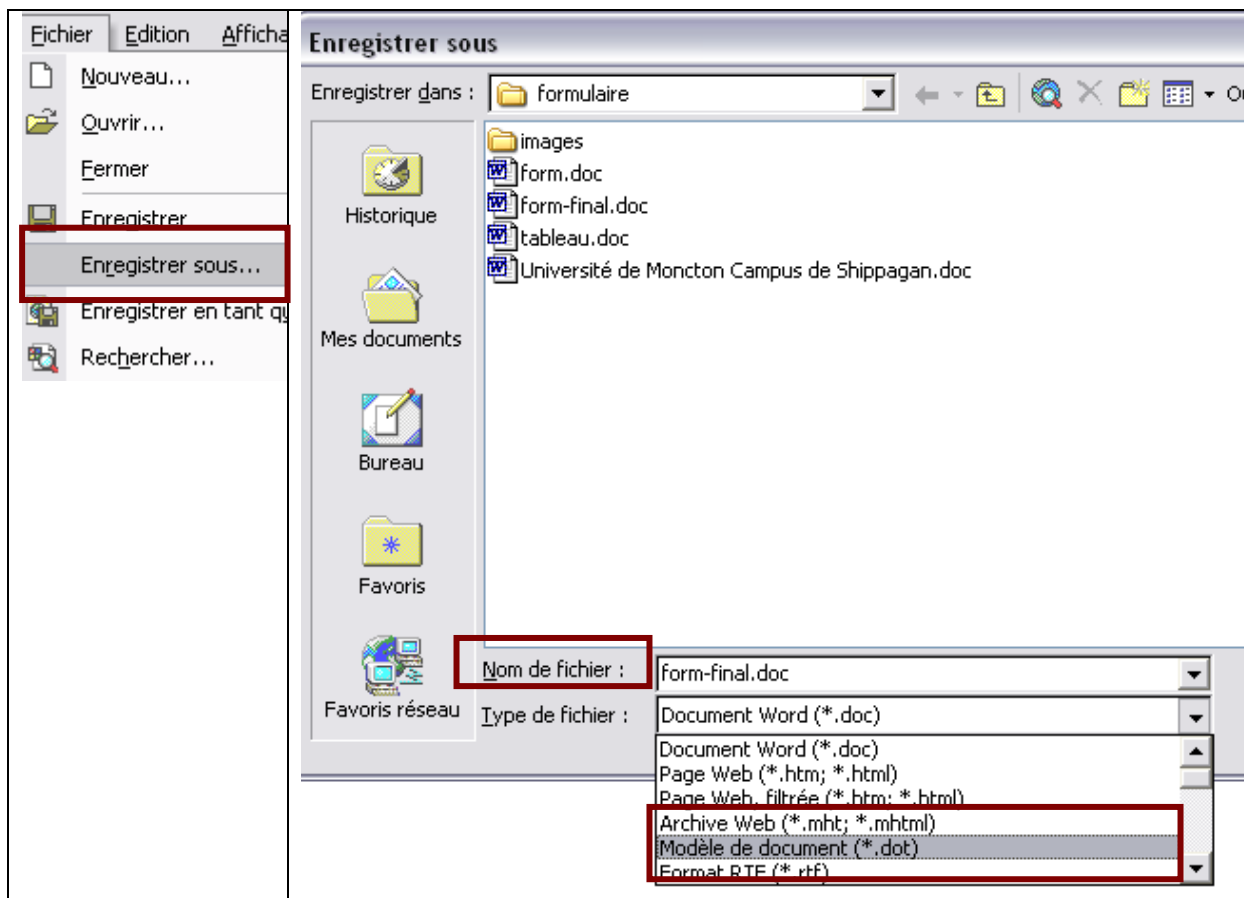 Fichier Edition Afficha
Nouveau...
Ouvrir...
Fermer
Enregistrer
Enregistrer sous...
Enregistrer en tant qu
Rechercher...
Enregistrer sous
Enregistrer dans : formulaire
Historique
Mes documents
Bureau
Favoris
Favoris réseau
images
form.doc
form-final.doc
tableau.doc
Université de Moncton Campus de Shippagan.doc
Nom de fichier : form-final.doc
Type de fichier : Document Word (*.doc)
Document Word (*.doc)
Page Web (*.htm; *.html)
Page Web, filtrée (*.htm; *.html)
Archive Web (*.mht; *.mhtml)
Modèle de document (*.dot)
Format RTF (*.rtf)